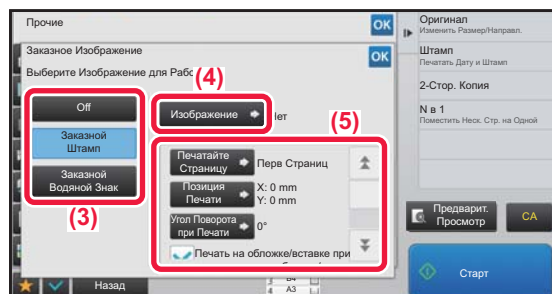 Прочие
OK
Заказное Изображение
OK
Выберите Изображение для
(4)
Off
Заказной
Штамп
Заказной
Водяной Знак
(3)
Изображение
Нет
(5)
Печатайте
Страницу
Перв Страниц
Позиция
Печати
X: 0 mm
Y: 0 mm
Угол Поворота
при Печати
0°
Печать на обложке/вставке при
Назад
B4
A3
Оригинал
Изменить Размер/Направл.
Штамп
Печатать Дату и Штамп
2-Стор. Копия
N в 1
Поместить Неск. Стр. на Одной
Предварит.
Просмотр
CA
Старт